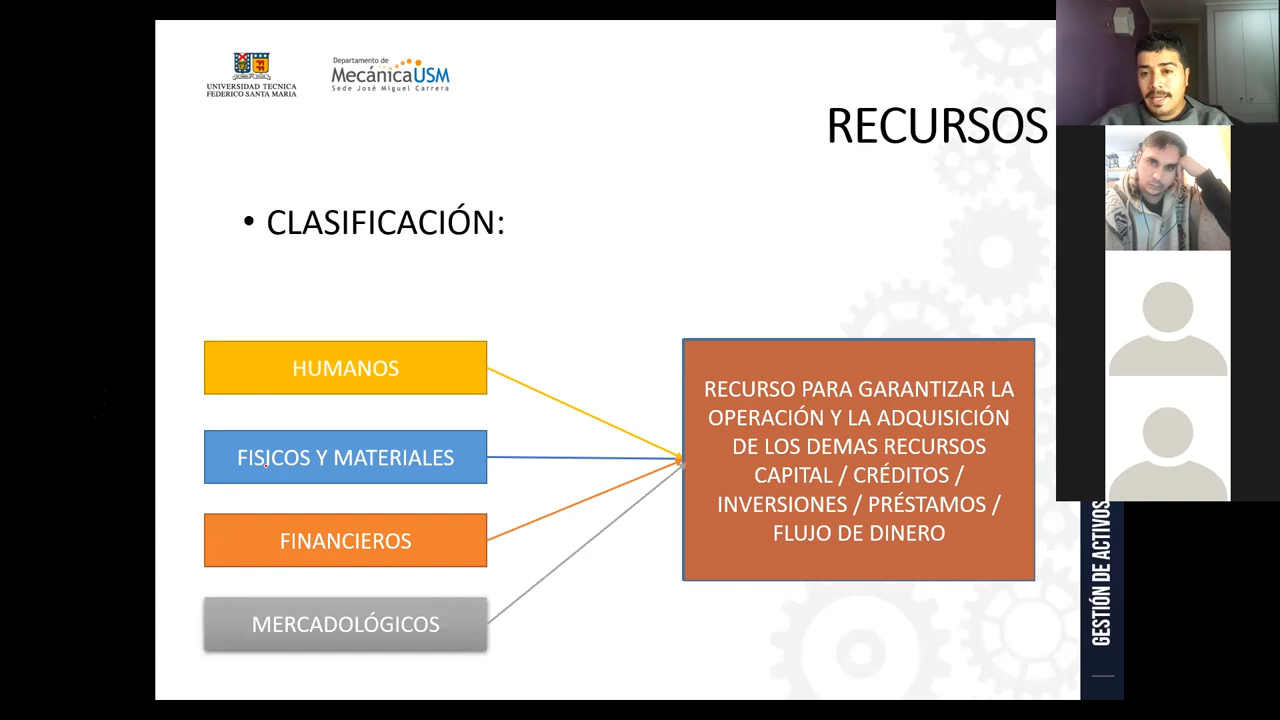 UNIVERSIDAD TECNICA
FEDERICO SANTA MARIA
Departamento de
MecánicaUSM
Sede José Miguel Carrera
RECURSOS
• CLASIFICACIÓN:
HUMANOS
FISICOS Y MATERIALES
FINANCIEROS
MERCADOLÓGICOS
RECURSO PARA GARANTIZAR LA
OPERACIÓN Y LA ADQUISICIÓN
DE LOS DEMAS RECURSOS
CAPITAL / CRÉDITOS /
INVERSIONES / PRÉSTAMOS /
FLUJO DE DINERO
GESTIÓN DE ACTIVOS